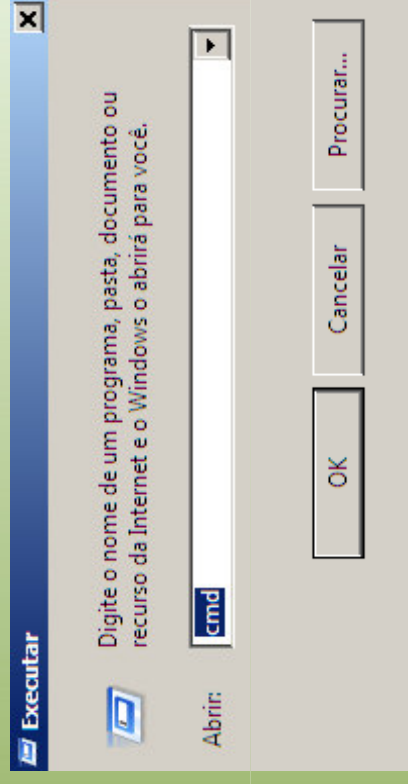 Executar
Digite o nome de um programa, pasta, documento ou
recurso da Internet e o Windows o abrirá para você.
Abrir: cmd
OK Cancelar Procurar...